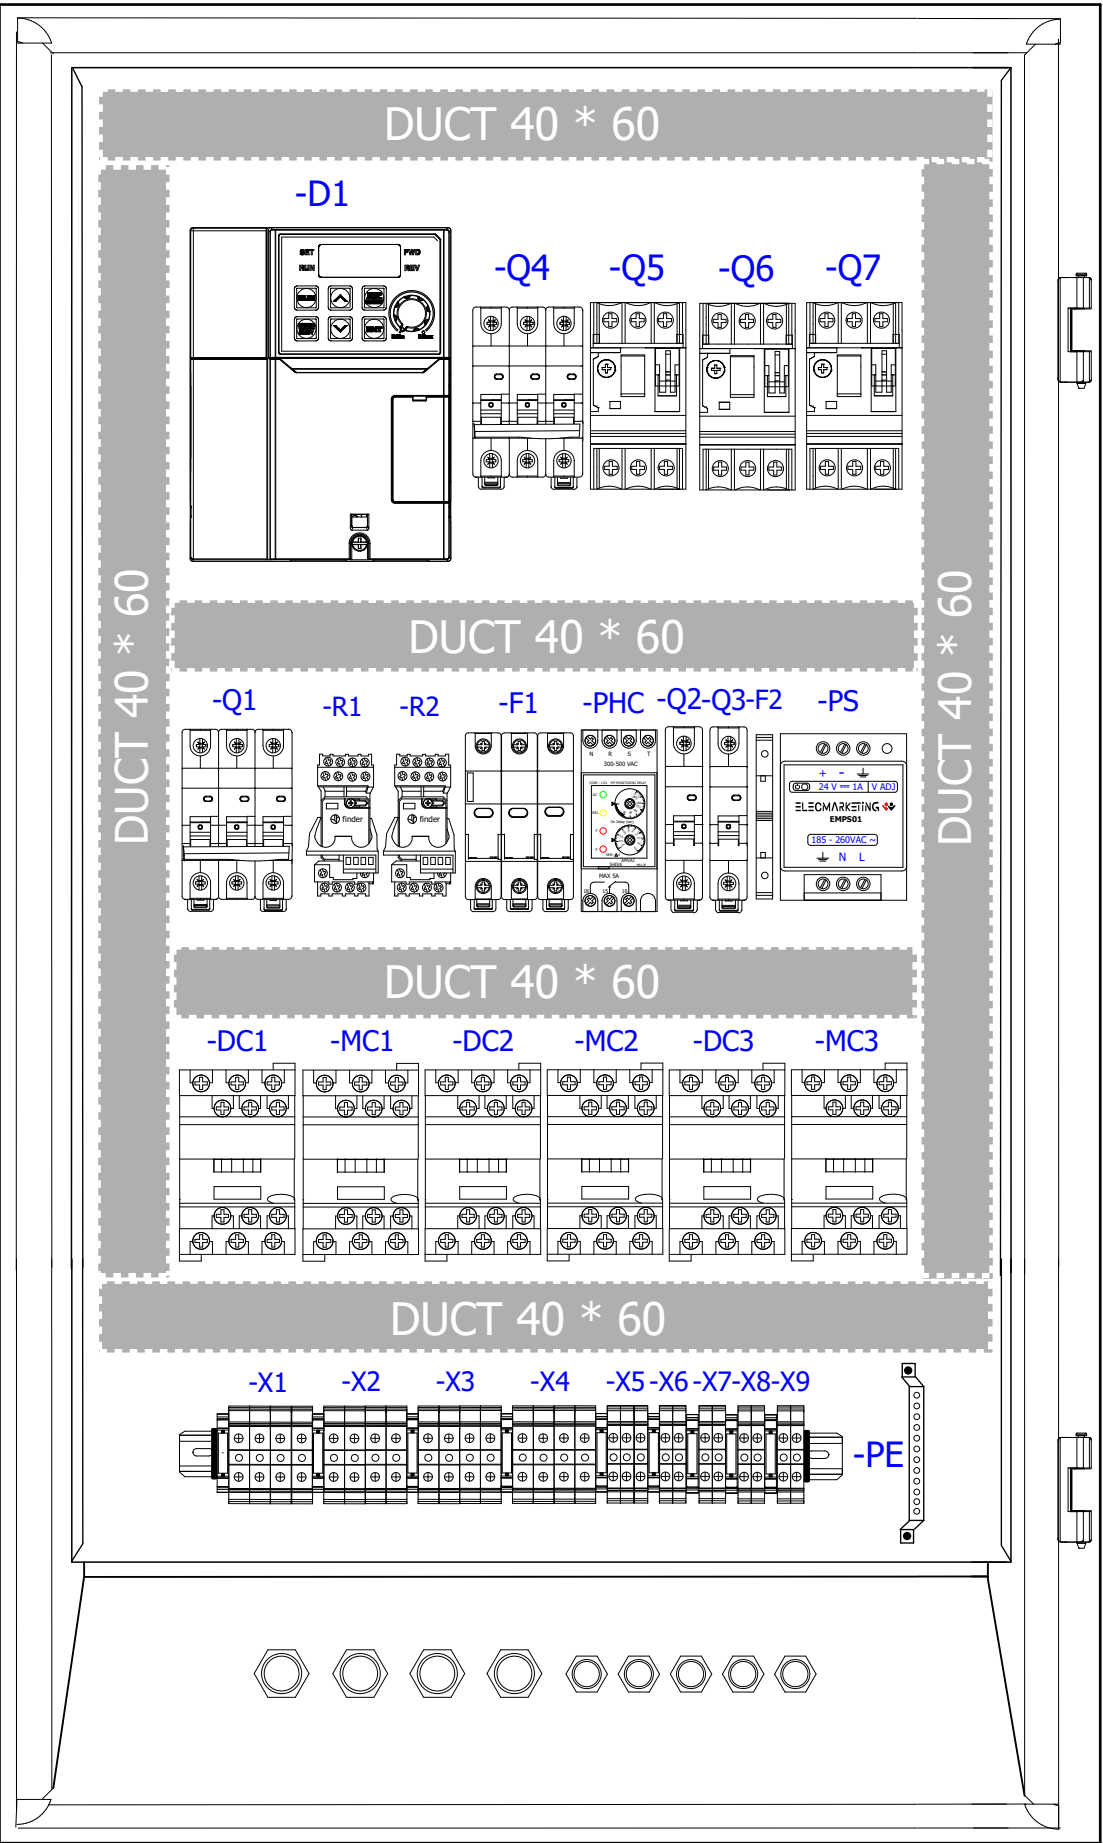 DUCT 40 * 60
-D1
SET
FWD
RUN
REV
-Q4
-Q5
-Q6
-Q7
DUCT 40 * 60
DUCT 40 * 60
DUCT 40 * 60
-Q1
-R1
-R2
-F1
-PHC
-Q2
-Q3
-F2
-PS
N R S T
300-500 VAC
finder
finder
MAX 5A
+ -
24 V 1A
V ADJ
ELECMARKETING
EMPS01
185 - 260VAC ~
N L
DUCT 40 * 60
-DC1
-MC1
-DC2
-MC2
-DC3
-MC3
DUCT 40 * 60
-X1
-X2
-X3
-X4
-X5
-X6
-X7
-X8
-X9
-PE